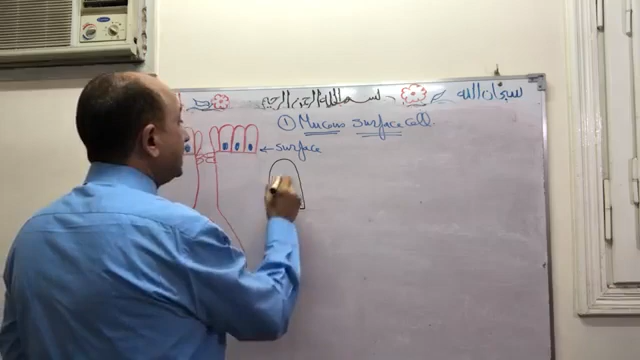 بسم الله الرحمن الرحيم
سبحان الله
① Mucous surface cell.
← surface